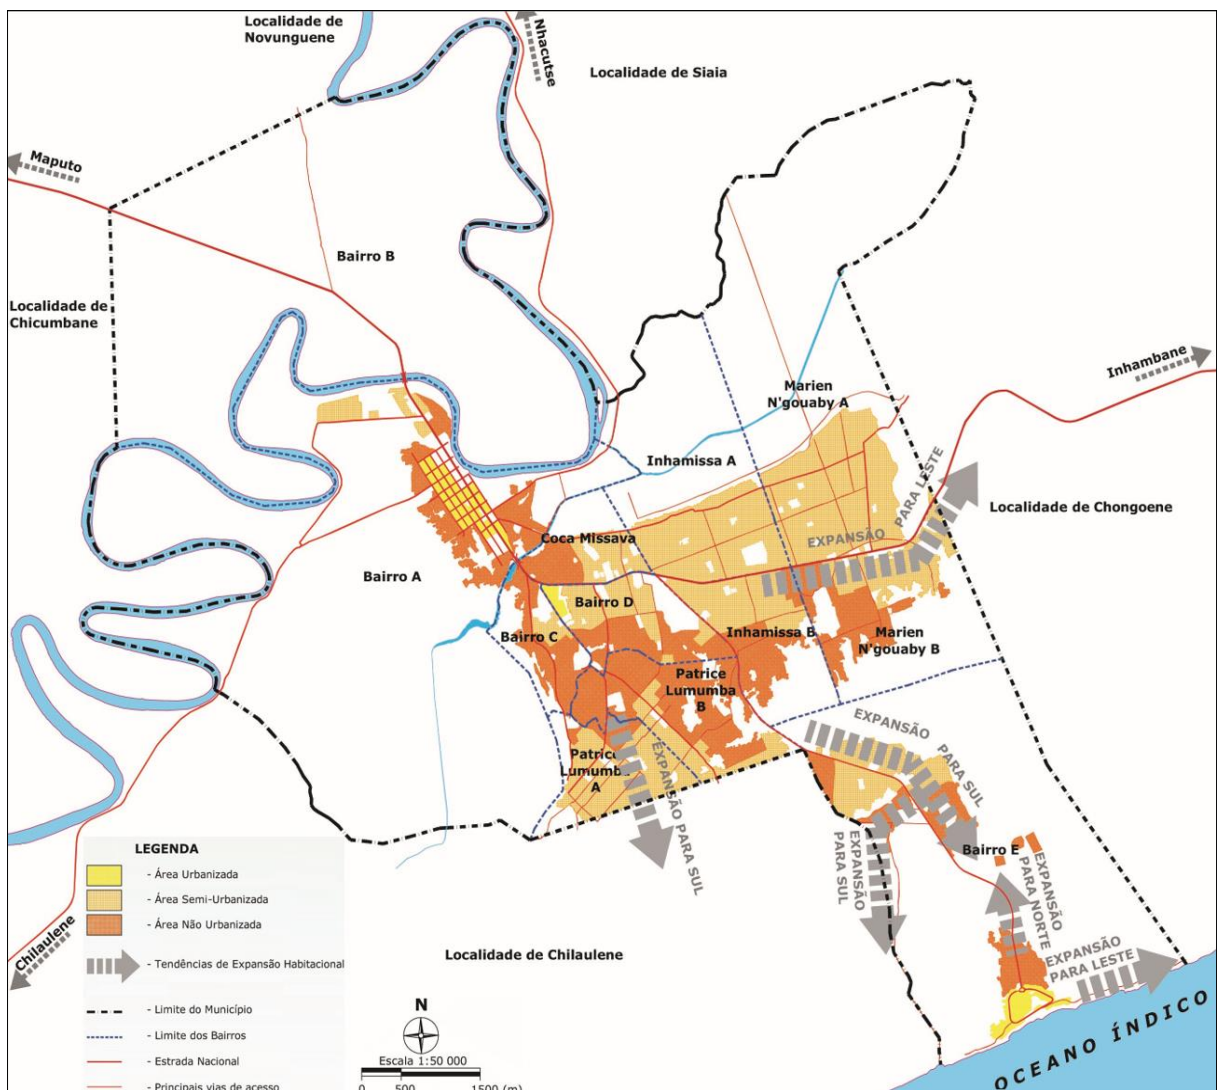 Localidade de
Novunguene
Nhacutse
Localidade de Siaia
Maputo
Bairro B
Localidade de
Chicumbane
Inhambane
Marien
N'gouaby A
Inhamissa A
PARA LESTE
EXPANSÃO
Localidade de Chongoene
Coca Missava
Bairro A
Bairro D
Bairro C
Inhamissa B
Marien
N'gouaby B
Patrice
Lumumba
B
EXPANSÃO
PARA SUL
Patrice
Lumumba
A
EXPANSÃO PARA SUL
EXPANSÃO
PARA SUL
Bairro E
EXPANSÃO
PARA NORTE
EXPANSÃO
PARA LESTE
Localidade de Chilaulene
Chilaulene
OCEANO ÍNDICO
LEGENDA
- Área Urbanizada
- Área Semi-Urbanizada
- Área Não Urbanizada
- Tendências de Expansão Habitacional
- Limite do Município
- Limite dos Bairros
- Estrada Nacional
- Principais vias de acesso
N
Escala 1:50 000
0 500 1500 (m)